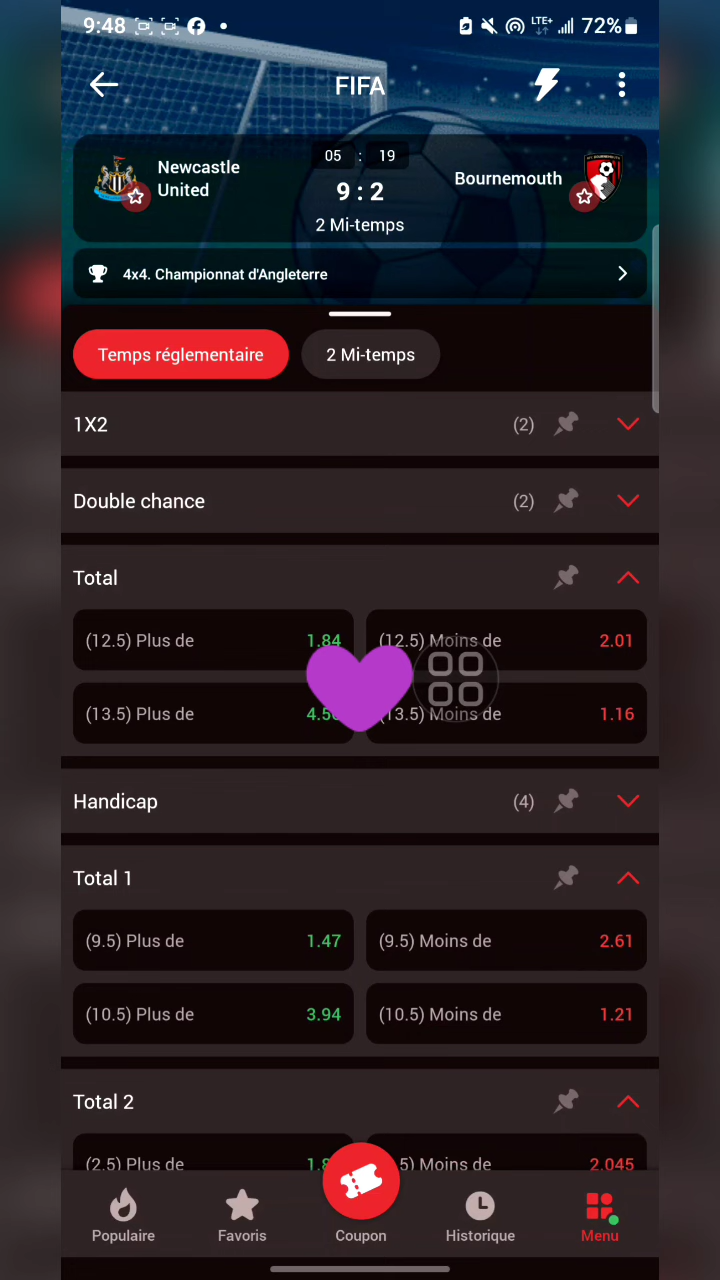 9:48
LTE+
72%
FIFA
Newcastle
United
05 : 19
9 : 2
2 Mi-temps
Bournemouth
4x4. Championnat d'Angleterre
Temps réglementaire
2 Mi-temps
1X2 (2)
Double chance (2)
Total
(12.5) Plus de 1.84
(12.5) Moins de 2.01
(13.5) Plus de
(13.5) Moins de 1.16
Handicap (4)
Total 1
(9.5) Plus de 1.47
(9.5) Moins de 2.61
(10.5) Plus de 3.94
(10.5) Moins de 1.21
Total 2
(2.5) Plus de
Moins de 2.045
Populaire
Favoris
Coupon
Historique
Menu